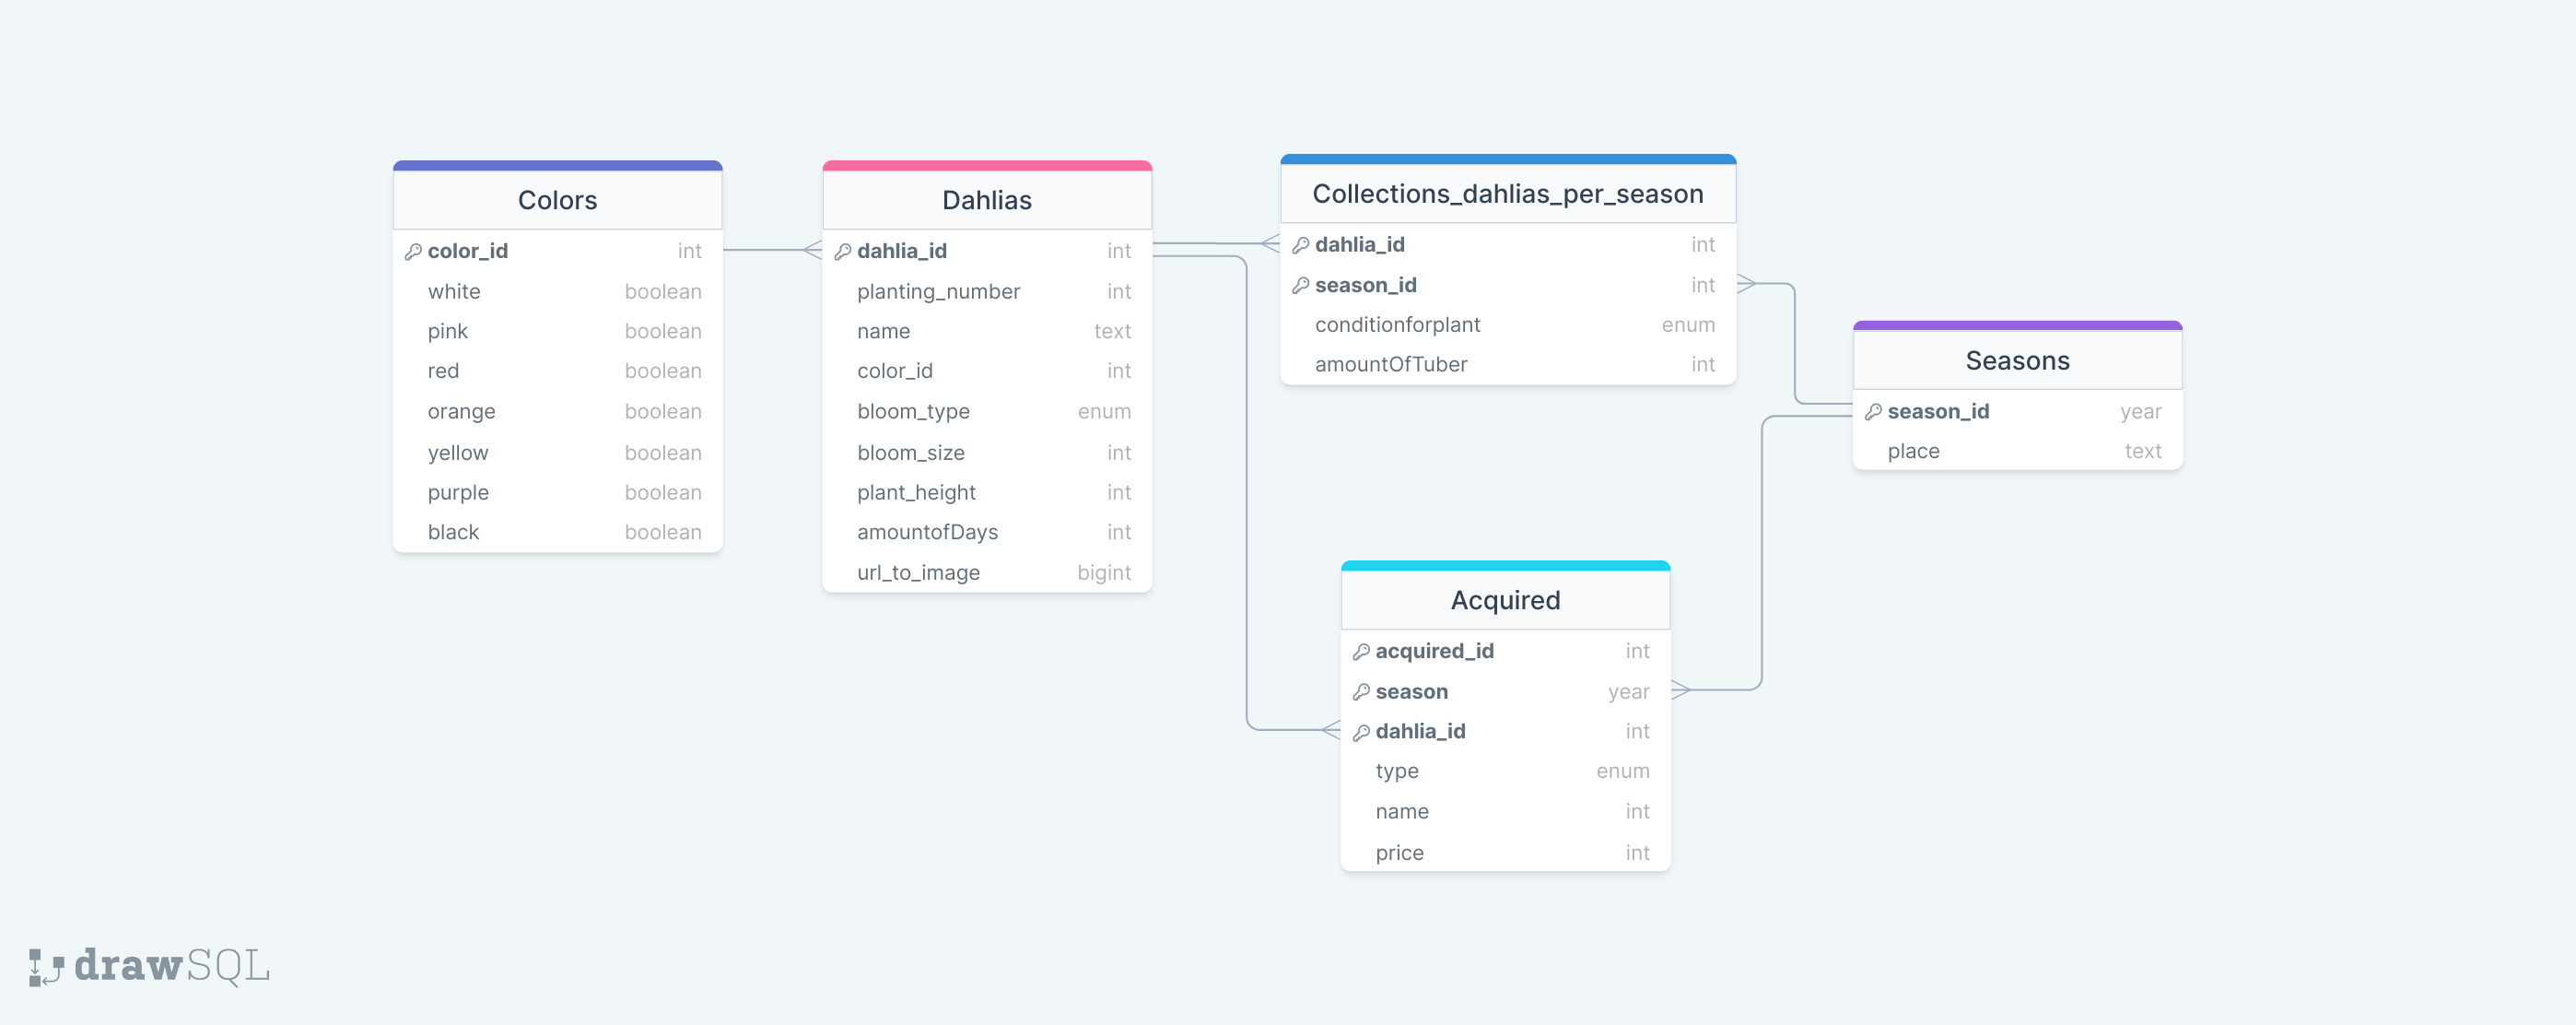 Colors
color_id int
white boolean
pink boolean
red boolean
orange boolean
yellow boolean
purple boolean
black boolean
Dahlias
dahlia_id int
planting_number int
name text
color_id int
bloom_type enum
bloom_size int
plant_height int
amountofDays int
url_to_image bigint
Collections_dahlias_per_season
dahlia_id int
season_id int
conditionforplant enum
amountOfTuber int
Seasons
season_id year
place text
Acquired
acquired_id int
season year
dahlia_id int
type enum
name int
price int
drawSQL